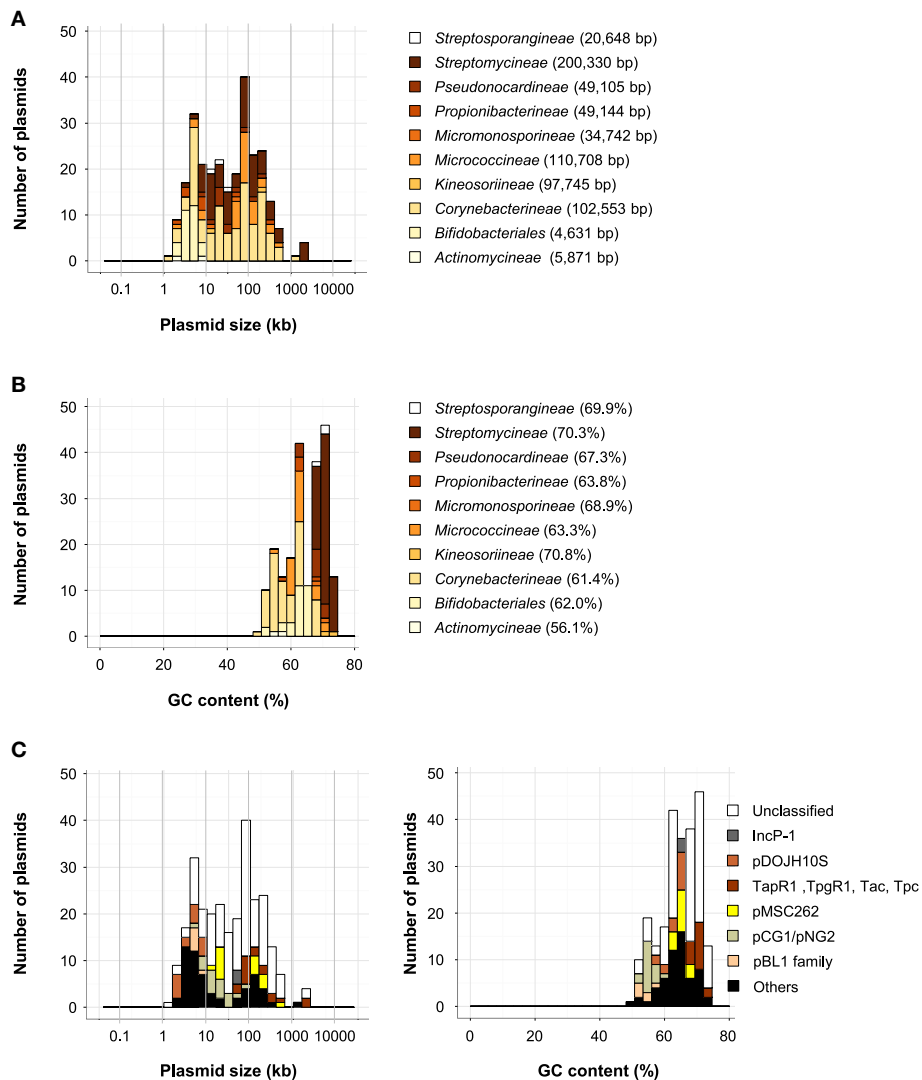 A
50
40
30
20
10
0
Number of plasmids
0.1 1 10 100 1000 10000
Plasmid size (kb)
Streptosporangineae (20,648 bp)
Streptomycineae (200,330 bp)
Pseudonocardineae (49,105 bp)
Propionibacterineae (49,144 bp)
Micromonosporineae (34,742 bp)
Micrococcineae (110,708 bp)
Kineosoriineae (97,745 bp)
Corynebacterineae (102,553 bp)
Bifidobacteriales (4,631 bp)
Actinomycineae (5,871 bp)
B
50
40
30
20
10
0
Number of plasmids
0 20 40 60 80
GC content (%)
Streptosporangineae (69.9%)
Streptomycineae (70.3%)
Pseudonocardineae (67.3%)
Propionibacterineae (63.8%)
Micromonosporineae (68.9%)
Micrococcineae (63.3%)
Kineosoriineae (70.8%)
Corynebacterineae (61.4%)
Bifidobacteriales (62.0%)
Actinomycineae (56.1%)
C
50
40
30
20
10
0
Number of plasmids
0.1 1 10 100 1000 10000
Plasmid size (kb)
50
40
30
20
10
0
Number of plasmids
0 20 40 60 80
GC content (%)
Unclassified
IncP-1
pDOJH10S
TapR1 ,TpgR1, Tac, Tpc
pMSC262
pCG1/pNG2
pBL1 family
Others